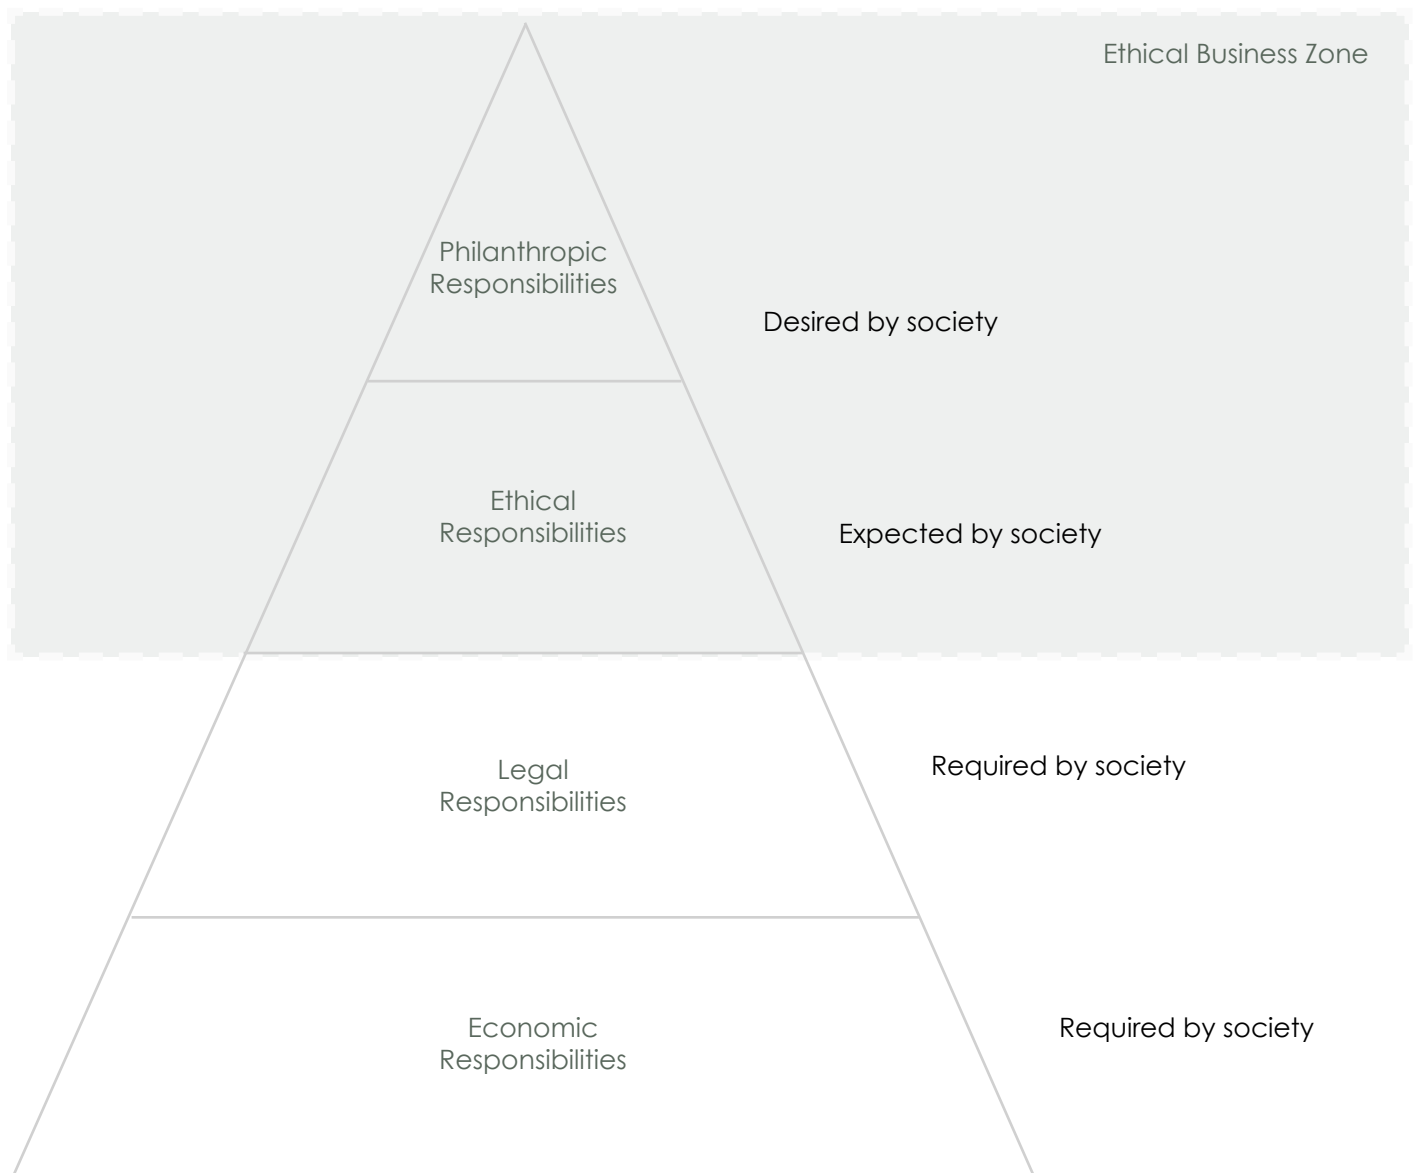 Ethical Business Zone
Philanthropic
Responsibilities
Desired by society
Ethical
Responsibilities
Expected by society
Legal
Responsibilities
Required by society
Economic
Responsibilities
Required by society